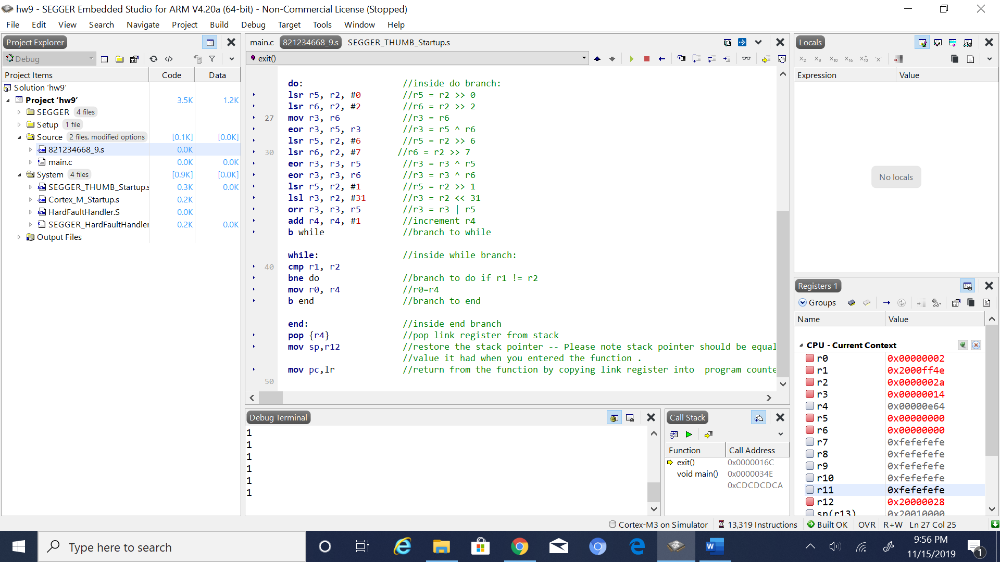 hw9 - SEGGER Embedded Studio for ARM V4.20a (64-bit) - Non-Commercial License (Stopped)
File Edit View Search Navigate Project Build Debug Target Tools Window Help
Project Explorer
Debug
Project Items Code Data
Solution 'hw9'
Project 'hw9' 3.5K 1.2K
SEGGER 4 files
Setup 1 file
Source 2 files, modified options [0.1K] [0.0K]
821234668_9.s 0.0K
main.c 0.0K 0.0K
System 4 files [0.9K] [0.0K]
SEGGER_THUMB_Startup.s 0.3K 0.0K
Cortex_M_Startup.s 0.2K
HardFaultHandler.S 0.0K
SEGGER_HardFaultHandler 0.2K 0.0K
Output Files
main.c 821234668_9.s SEGGER_THUMB_Startup.s
exit()
do: //inside do branch:
lsr r5, r2, #0 //r5 = r2 >> 0
lsr r6, r2, #2 //r6 = r2 >> 2
27 mov r3, r6 //r3 = r6
eor r3, r5, r3 //r3 = r5 ^ r6
lsr r5, r2, #6 //r5 = r2 >> 6
30 lsr r6, r2, #7 //r6 = r2 >> 7
eor r3, r3, r5 //r3 = r3 ^ r5
eor r3, r3, r6 //r3 = r3 ^ r6
lsr r5, r2, #1 //r5 = r2 >> 1
lsl r3, r2, #31 //r3 = r2 << 31
orr r3, r3, r5 //r3 = r3 | r5
add r4, r4, #1 //increment r4
b while //branch to while
while: //inside while branch:
40 cmp r1, r2
bne do //branch to do if r1 != r2
mov r0, r4 //r0=r4
b end //branch to end
end: //inside end branch
pop {r4} //pop link register from stack
mov sp,r12 //restore the stack pointer -- Please note stack pointer should be equal
//value it had when you entered the function .
mov pc,lr //return from the function by copying link register into  program counte
50
Debug Terminal
1
1
1
1
1
1
Call Stack
Function Call Address
exit() 0x0000016C
void main() 0x0000034E
0xCDCDCDCA
Locals
x2 x8 x10 x16 x±10 'x'
Expression Value
No locals
Registers 1
Groups
Name Value
CPU - Current Context
r0 0x00000002
r1 0x2000ff4e
r2 0x0000002a
r3 0x00000014
r4 0x00000e64
r5 0x00000000
r6 0x00000000
r7 0xfefefefe
r8 0xfefefefe
r9 0xfefefefe
r10 0xfefefefe
r11 0xfefefefe
r12 0x20000028
sp(r13) 0x20010000
Cortex-M3 on Simulator 13,319 Instructions Built OK OVR R+W Ln 27 Col 25
Type here to search
9:56 PM
11/15/2019
1